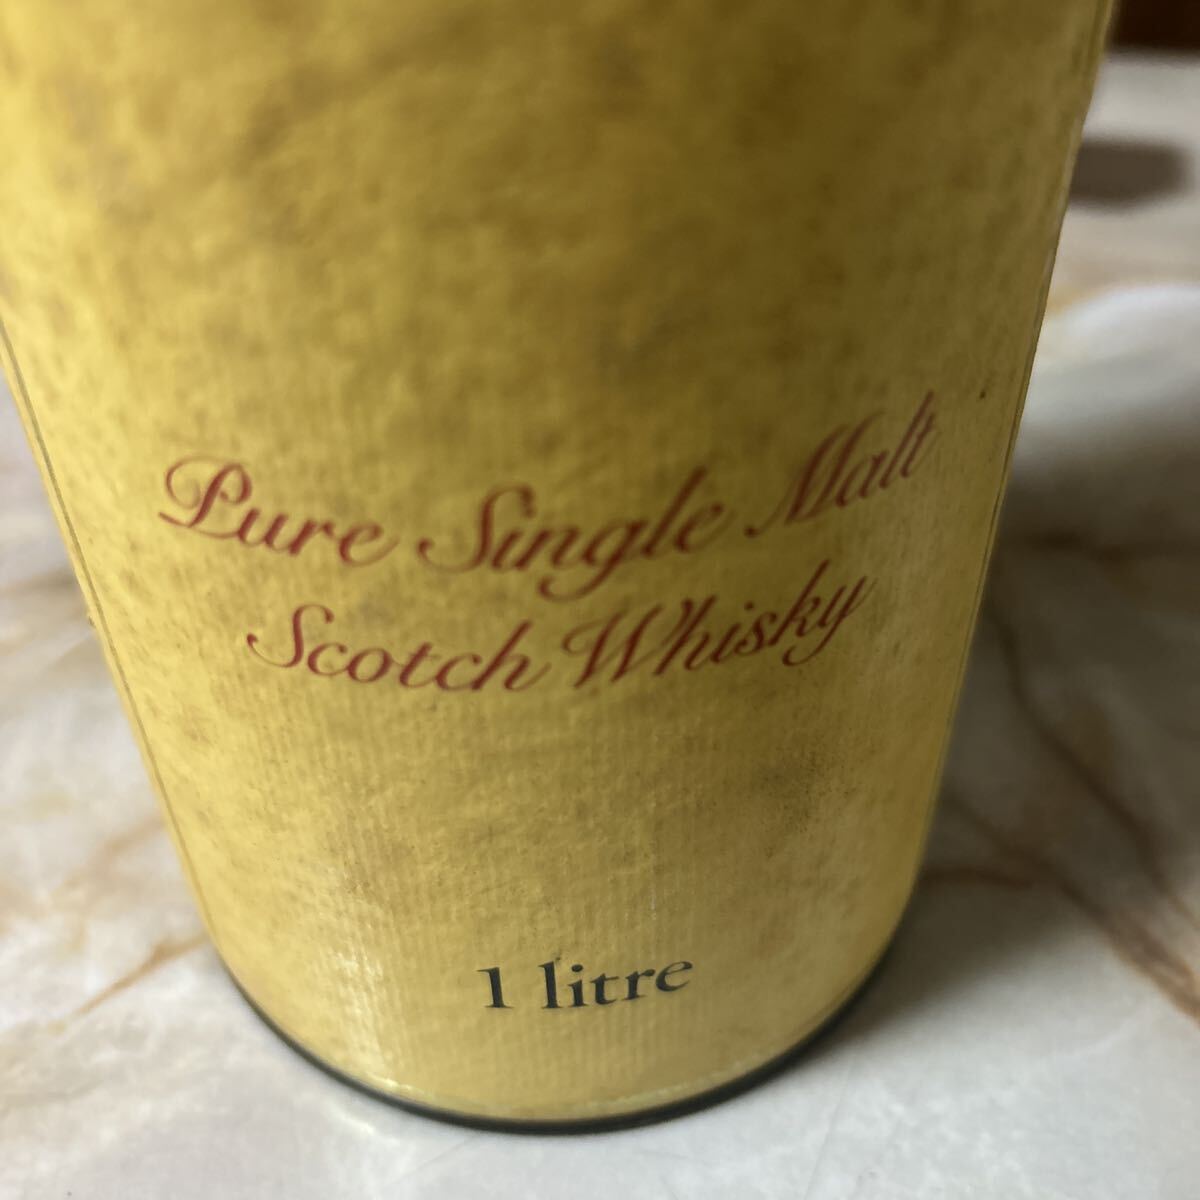 Pure Single Malt
Scotch Whisky
1 litre